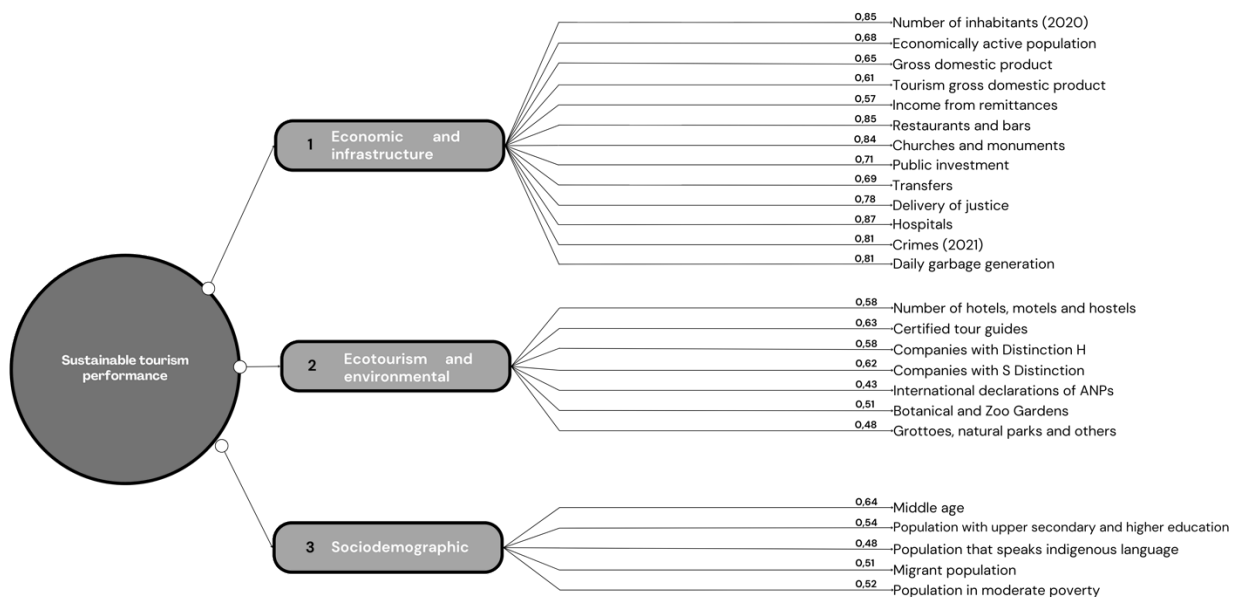 Sustainable tourism
performance
1
Economic and
infrastructure
0,85 Number of inhabitants (2020)
0,68 Economically active population
0,65 Gross domestic product
0,61 Tourism gross domestic product
0,57 Income from remittances
0,85 Restaurants and bars
0,84 Churches and monuments
0,71 Public investment
0,69 Transfers
0,78 Delivery of justice
0,87 Hospitals
0,81 Crimes (2021)
0,81 Daily garbage generation
2
Ecotourism and
environmental
0,58 Number of hotels, motels and hostels
0,63 Certified tour guides
0,58 Companies with Distinction H
0,62 Companies with S Distinction
0,43 International declarations of ANPs
0,51 Botanical and Zoo Gardens
0,48 Grottoes, natural parks and others
3 Sociodemographic
0,64 Middle age
0,54 Population with upper secondary and higher education
0,48 Population that speaks indigenous language
0,51 Migrant population
0,52 Population in moderate poverty